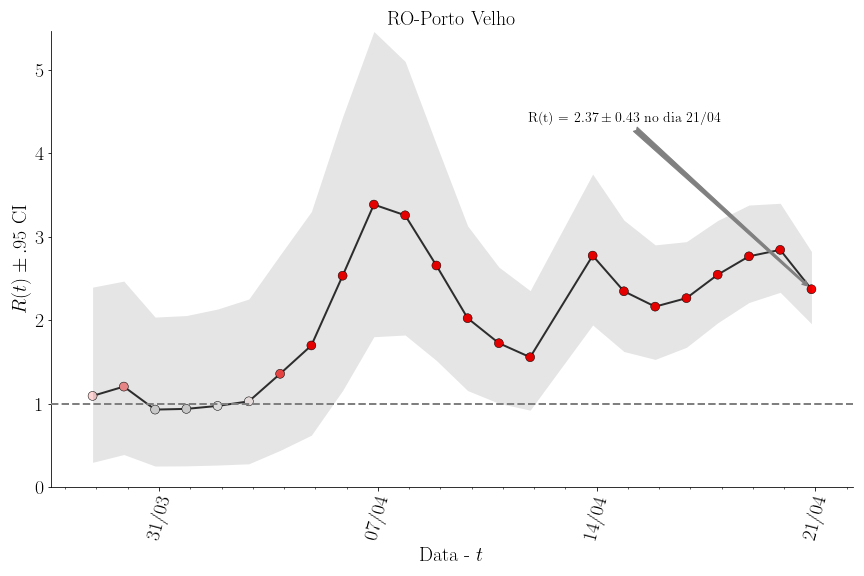 RO-Porto Velho
5
4
3
2
1
0
R(t) ± .95 CI
R(t) = 2.37 ± 0.43 no dia 21/04
31/03
07/04
14/04
21/04
Data - t